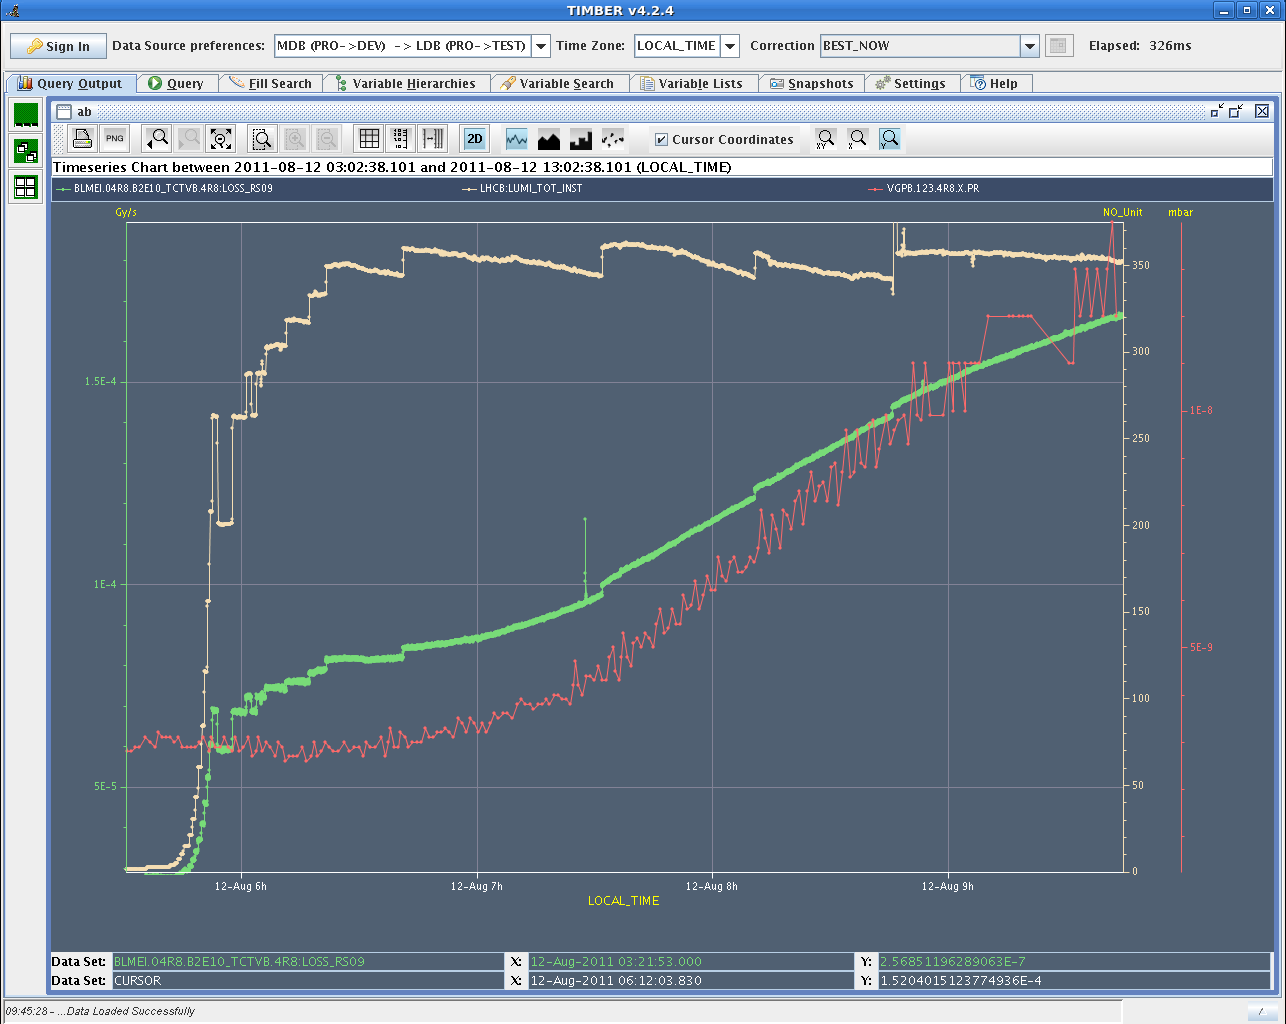 TIMBER v4.2.4
Sign In Data Source preferences: MDB (PRO->DEV) -> LDB (PRO->TEST) Time Zone: LOCAL_TIME Correction BEST_NOW Elapsed: 326ms
Query Output Query Fill Search Variable Hierarchies Variable Search Variable Lists Snapshots Settings Help
ab
PNG 2D Cursor Coordinates XY X Y
Timeseries Chart between 2011-08-12 03:02:38.101 and 2011-08-12 13:02:38.101 (LOCAL_TIME)
BLMEI.04R8.B2E10_TCTVB.4R8:LOSS_RS09 LHCB:LUMI_TOT_INST VGPB.123.4R8.X.PR
Gy/s NO_Unit mbar
350
300
1.5E-4
1E-8
250
200
1E-4
150
5E-9
100
5E-5 50
0
12-Aug 6h 12-Aug 7h 12-Aug 8h 12-Aug 9h
LOCAL_TIME
Data Set: BLMEI.04R8.B2E10_TCTVB.4R8:LOSS_RS09 X: 12-Aug-2011 03:21:53.000 Y: 2.56851196289063E-7
Data Set: CURSOR X: 12-Aug-2011 06:12:03.830 Y: 1.5204015123774936E-4
09:45:28 - ...Data Loaded Successfully